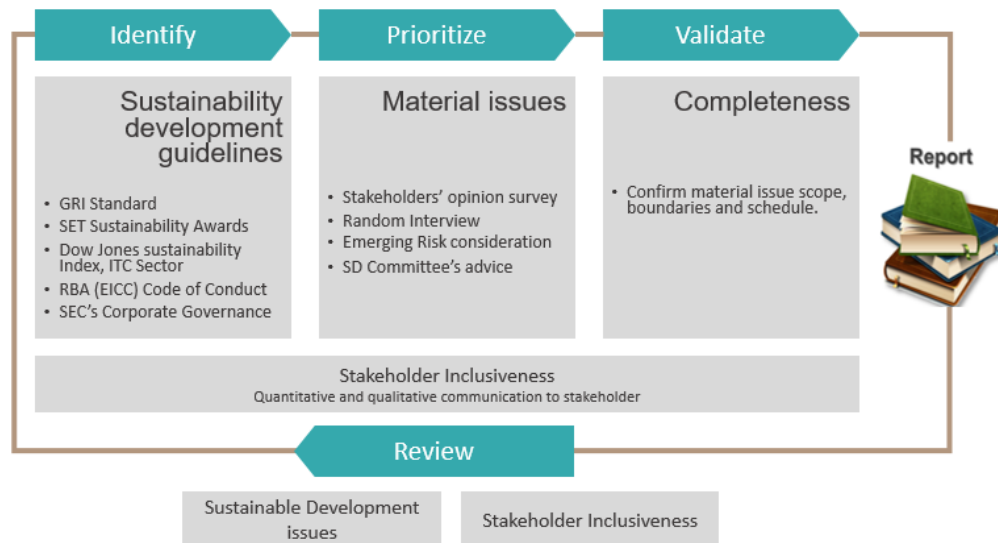 Identify
Prioritize
Validate
Sustainability
development
guidelines
• GRI Standard
• SET Sustainability Awards
• Dow Jones sustainability
Index, ITC Sector
• RBA (EICC) Code of Conduct
• SEC's Corporate Governance
Material issues
• Stakeholders' opinion survey
• Random Interview
• Emerging Risk consideration
• SD Committee's advice
Completeness
• Confirm material issue scope,
boundaries and schedule.
Report
Stakeholder Inclusiveness
Quantitative and qualitative communication to stakeholder
Review
Sustainable Development
issues
Stakeholder Inclusiveness